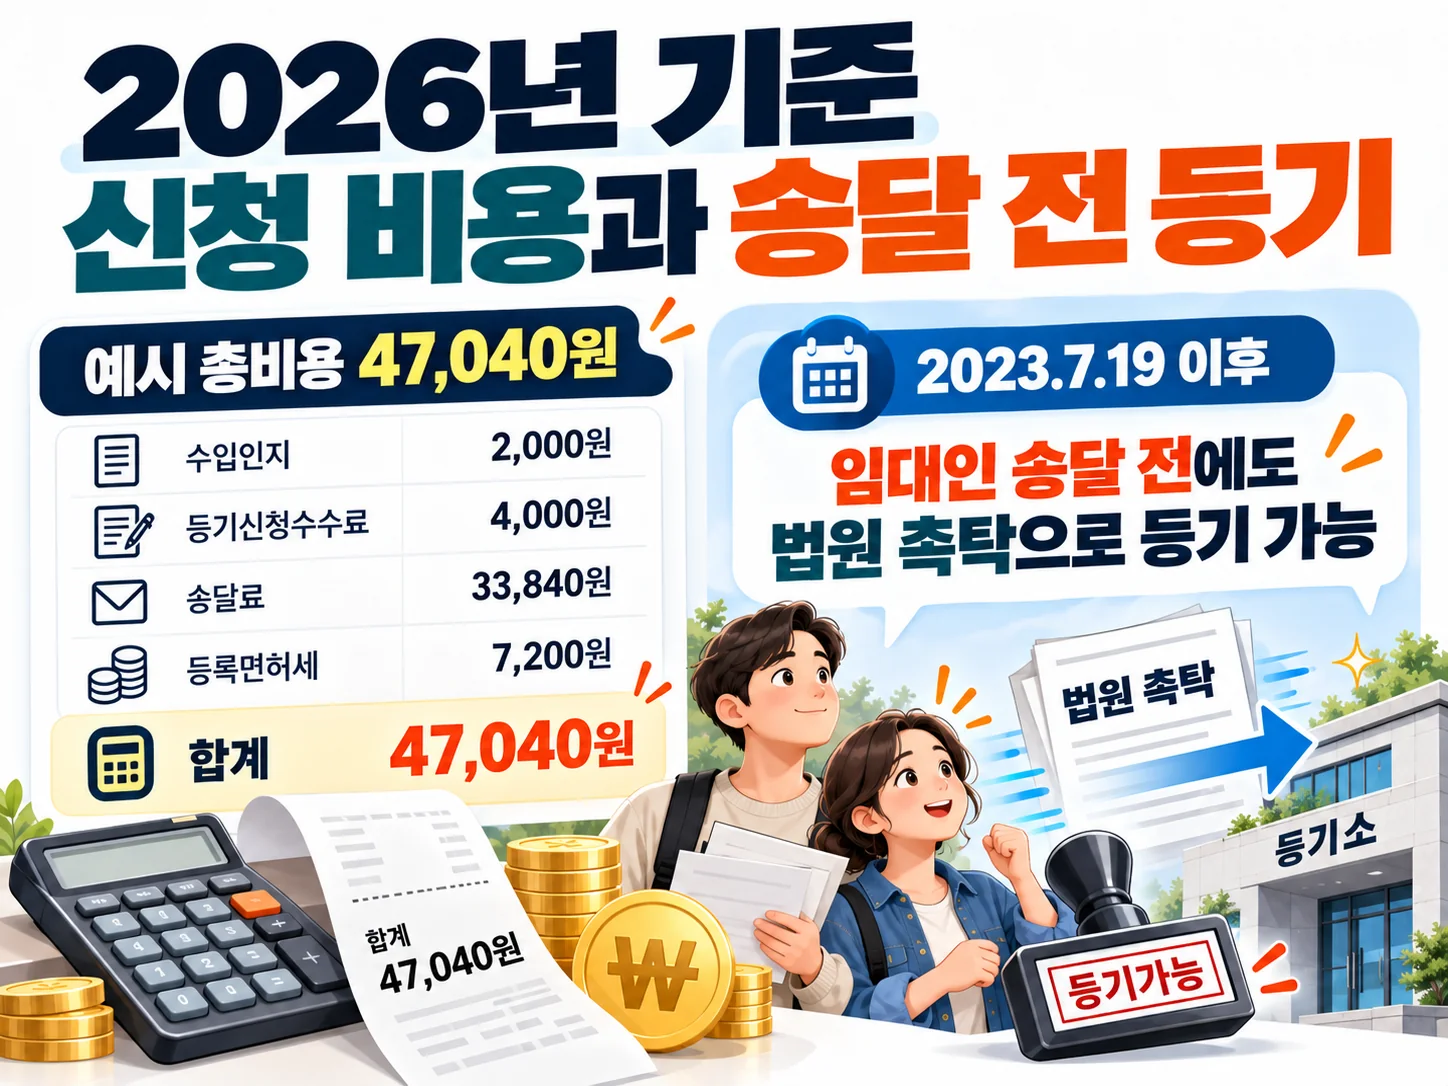 2026년 기준
신청 비용과 송달 전 등기
예시 총비용 47,040원
수입인지 2,000원
등기신청수수료 4,000원
송달료 33,840원
등록면허세 7,200원
합계 47,040원
2023.7.19 이후
임대인 송달 전에도
법원 촉탁으로 등기 가능
법원 촉탁
등기소
합계
47,040원
₩
등기가능